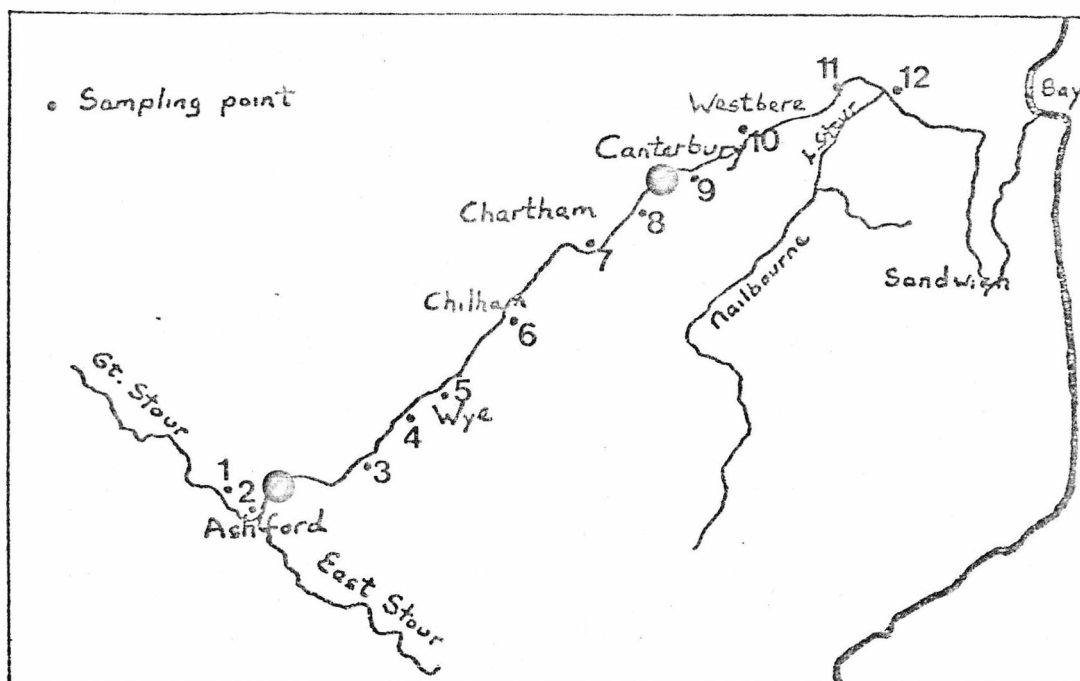 • Sampling point
11
12
Bay
Westbere
L. Stour
10
Canterbury
9
8
Chartham
7
Nailbourne
Sandwich
Chilham
6
Gt. Stour
5
Wye
4
3
1
2
Ashford
East Stour